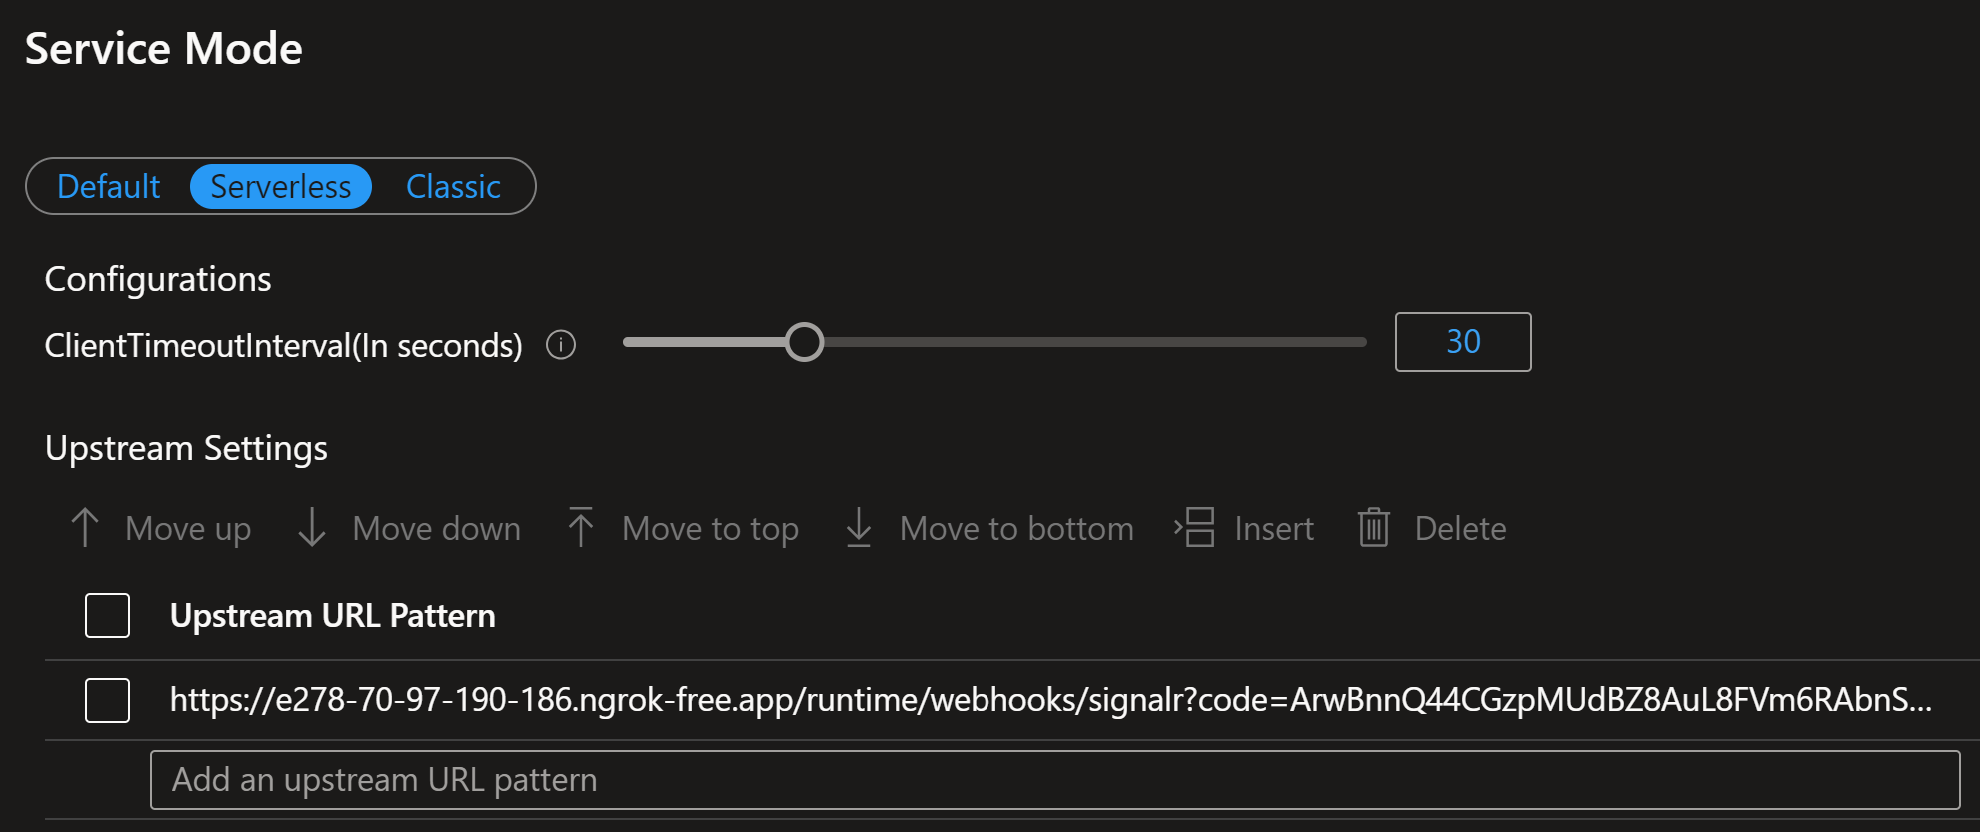 Service Mode
Default Serverless Classic
Configurations
ClientTimeoutInterval(In seconds) 30
Upstream Settings
Move up Move down Move to top Move to bottom Insert Delete
Upstream URL Pattern
https://e278-70-97-190-186.ngrok-free.app/runtime/webhooks/signalr?code=ArwBnnQ44CGzpMUdBZ8AuL8FVm6RAbnS...
Add an upstream URL pattern